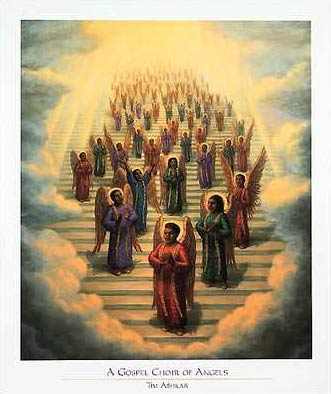 A GOSPEL CHOIR OF ANGELS
TIM ASHKAR